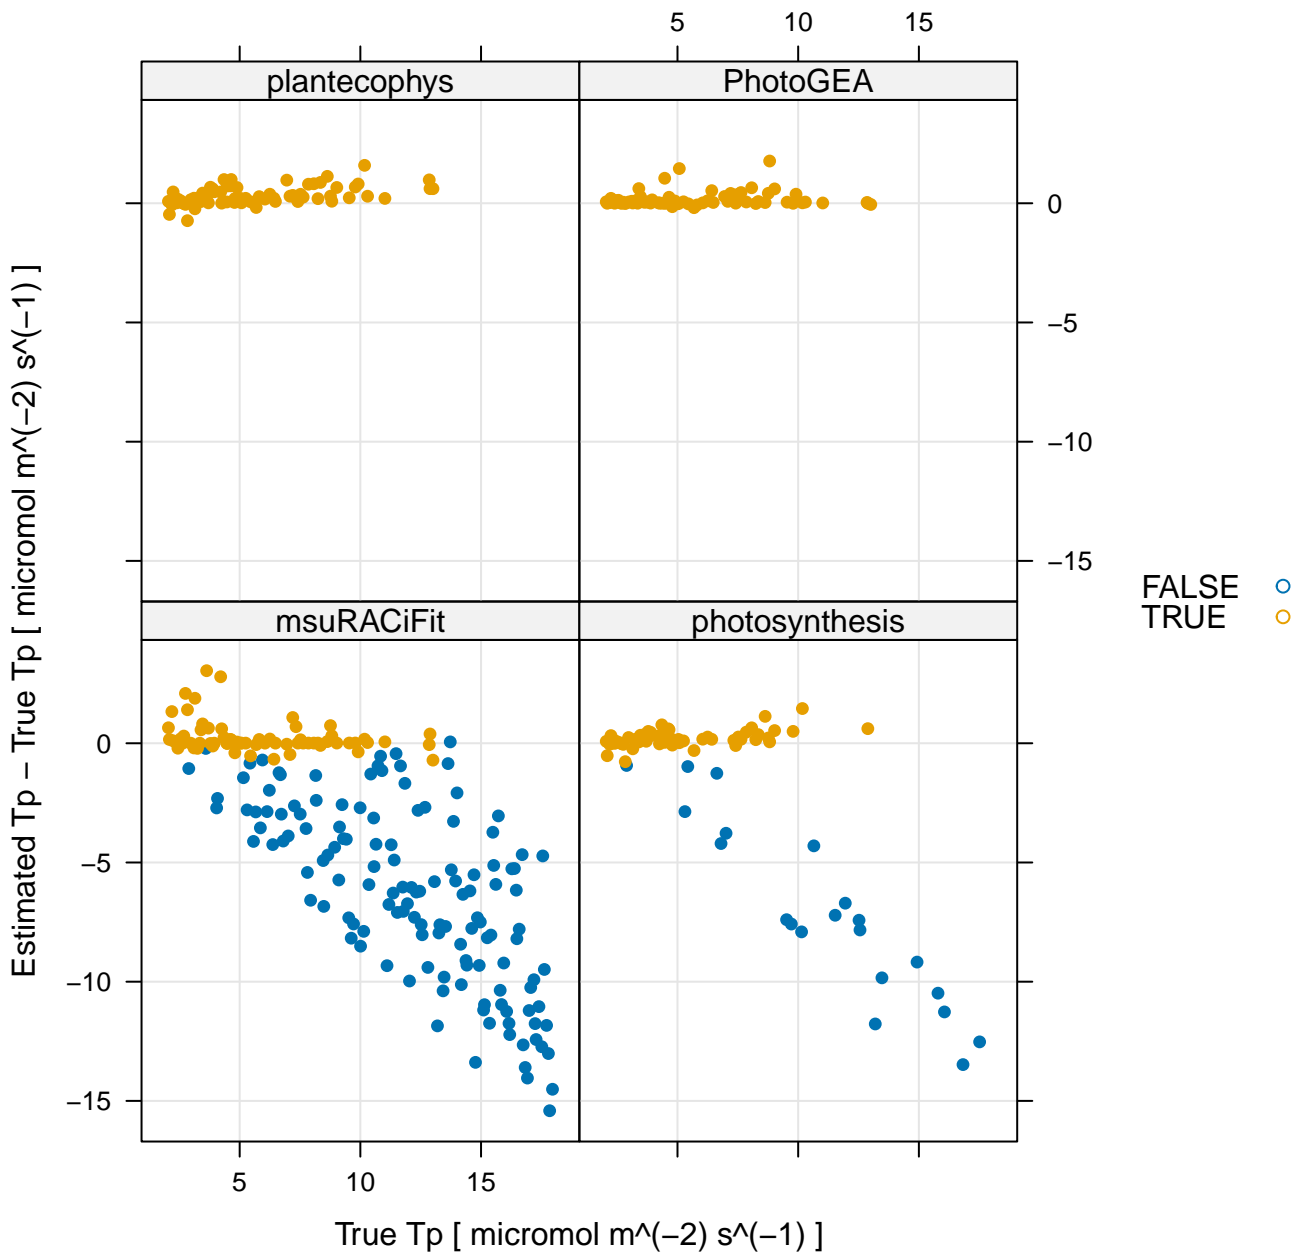 5 10 15
plantecophys PhotoGEA
0
−5
−10
−15
Estimated Tp − True Tp [ micromol m^(−2) s^(−1) ]
FALSE
TRUE
msuRACiFit photosynthesis
0
−5
−10
−15
5 10 15
True Tp [ micromol m^(−2) s^(−1) ]